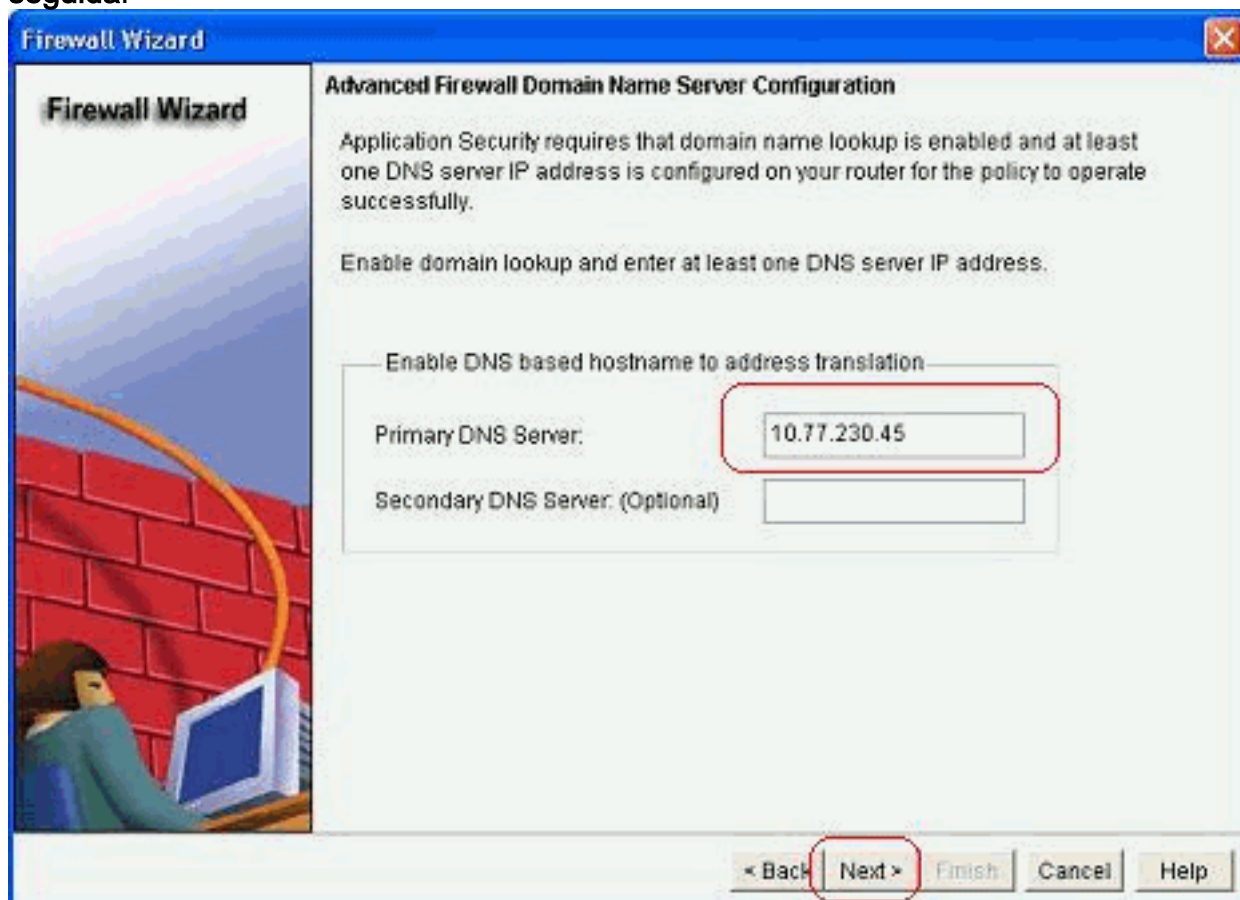 seguida.
Firewall Wizard
Firewall Wizard
Advanced Firewall Domain Name Server Configuration
Application Security requires that domain name lookup is enabled and at least
one DNS server IP address is configured on your router for the policy to operate
successfully.
Enable domain lookup and enter at least one DNS server IP address.
Enable DNS based hostname to address translation
Primary DNS Server:
10.77.230.45
Secondary DNS Server: (Optional)
< Back Next > Finish Cancel Help